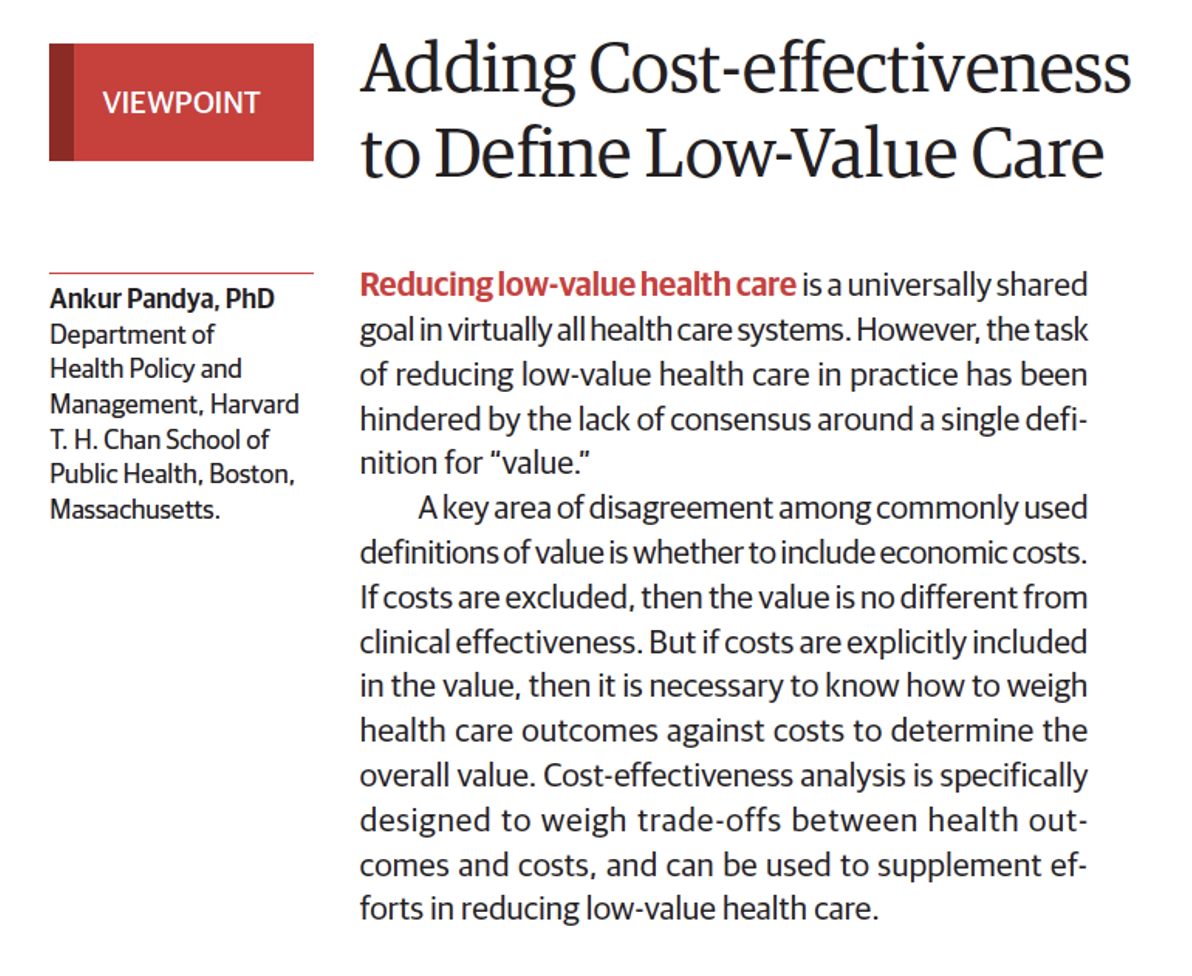 VIEWPOINT
Adding Cost-effectiveness
to Define Low-Value Care
Ankur Pandya, PhD
Department of
Health Policy and
Management, Harvard
T. H. Chan School of
Public Health, Boston,
Massachusetts.
Reducing low-value health care is a universally shared
goal in virtually all health care systems. However, the task
of reducing low-value health care in practice has been
hindered by the lack of consensus around a single defi-
nition for “value.”
A key area of disagreement among commonly used
definitions of value is whether to include economic costs.
If costs are excluded, then the value is no different from
clinical effectiveness. But if costs are explicitly included
in the value, then it is necessary to know how to weigh
health care outcomes against costs to determine the
overall value. Cost-effectiveness analysis is specifically
designed to weigh trade-offs between health out-
comes and costs, and can be used to supplement ef-
forts in reducing low-value health care.